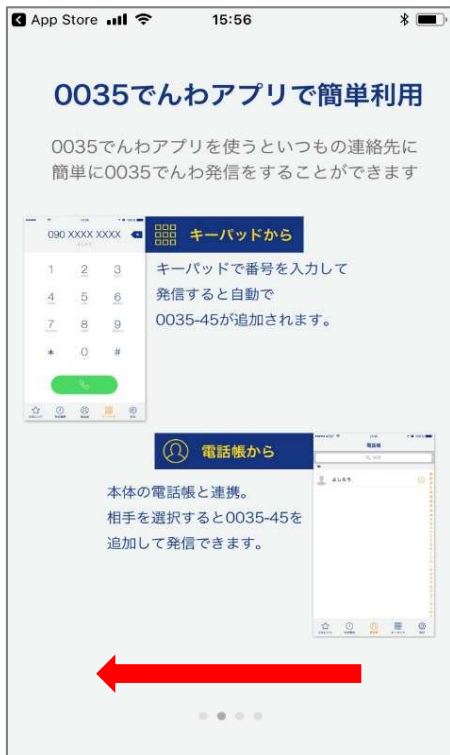 App Store
15:56
0035でんわアプリで簡単利用
0035でんわアプリを使うといつもの連絡先に
簡単に0035でんわ発信をすることができます
090 XXXX XXXX
キーパッドから
1 2 3
4 5 6
7 8 9
* 0 #
キーパッドで番号を入力して
発信すると自動で
0035-45が追加されます。
電話帳から
電話帳
本体の電話帳と連携。
相手を選択すると0035-45を
追加して発信できます。